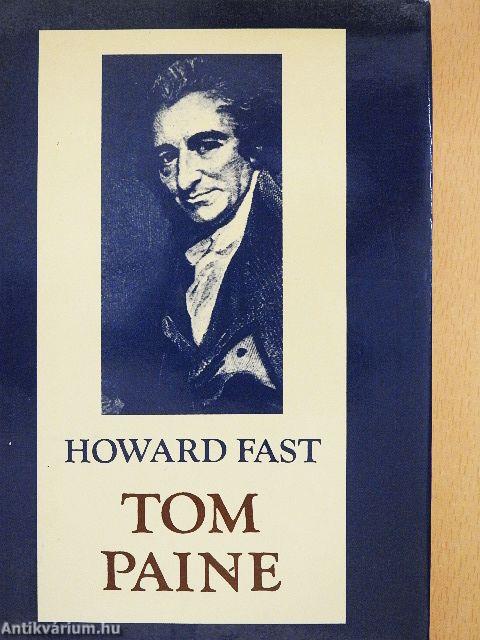 HOWARD FAST
TOM
PAINE
Antikvárium.hu